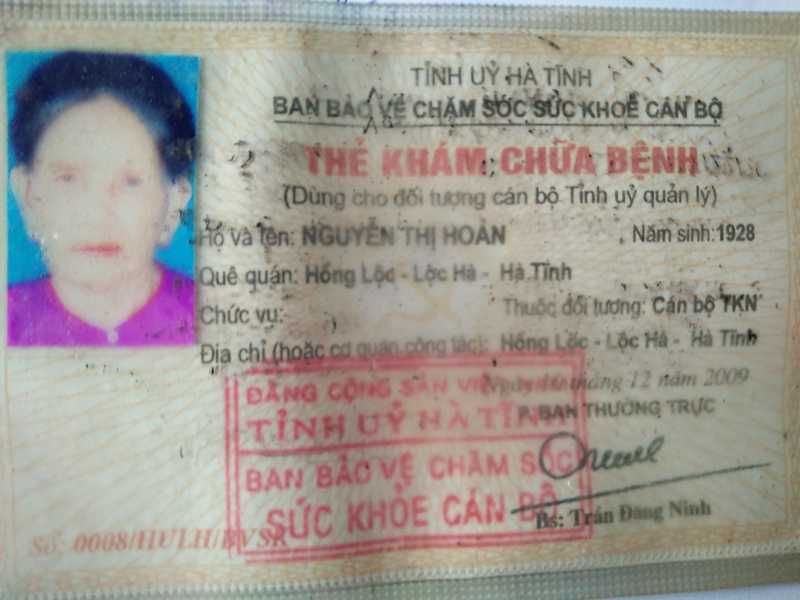 TỈNH UỶ HÀ TĨNH
BAN BẢO VỆ CHĂM SÓC SỨC KHOẺ CÁN BỘ
THẺ KHÁM, CHỮA BỆNH
(Dùng cho đối tượng cán bộ Tỉnh uỷ quản lý)
Họ và tên: NGUYỄN THỊ HOÀN , Năm sinh: 1928
Quê quán: Hồng Lộc - Lộc Hà - Hà Tĩnh
Chức vụ: Thuộc đối tượng: Cán bộ TKN
Địa chỉ (hoặc cơ quan công tác): Hồng Lộc - Lộc Hà - Hà Tĩnh
Ngày tháng 12 năm 2009
BAN THƯỜNG TRỰC
ĐẢNG CỘNG SẢN
TỈNH UỶ HÀ TĨNH
BAN BẢO VỆ CHĂM SÓC
SỨC KHỎE CÁN BỘ
Bs: Trần Đăng Ninh
Số: 0008/HULH/BVSK